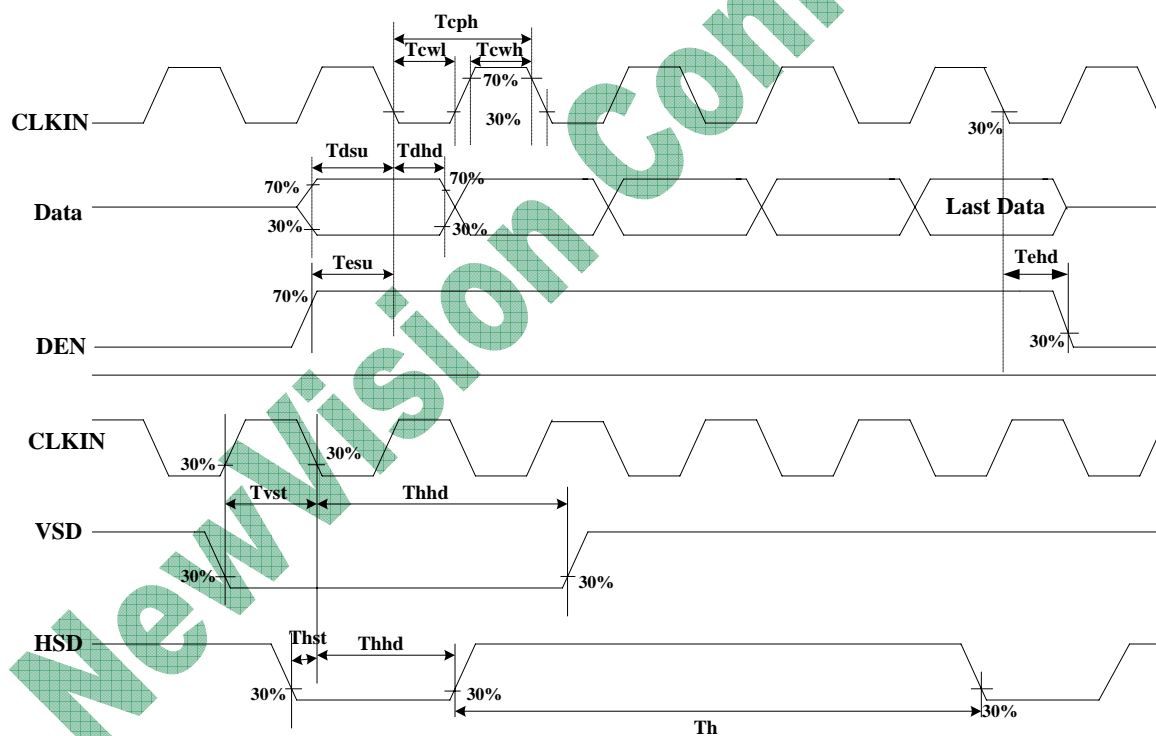 Tcph
Tcwl Tcwh
70%
CLKIN 30% 30%
Tdsu Tdhd
70% 70%
Data Last Data
30% 30%
Tesu Tehd
70%
DEN 30%
CLKIN
30% 30%
Tvst Thhd
VSD
30% 30%
HSD Thst Thhd
30% 30% 30%
Th
NewVision Con